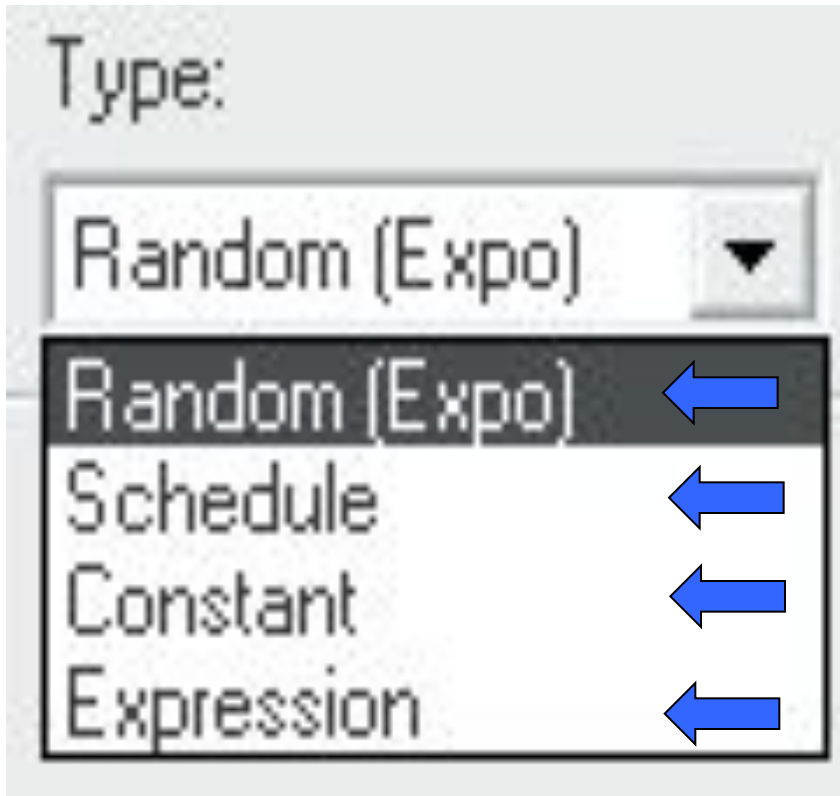 Type:
Random (Expo)
Random (Expo)
Schedule
Constant
Expression